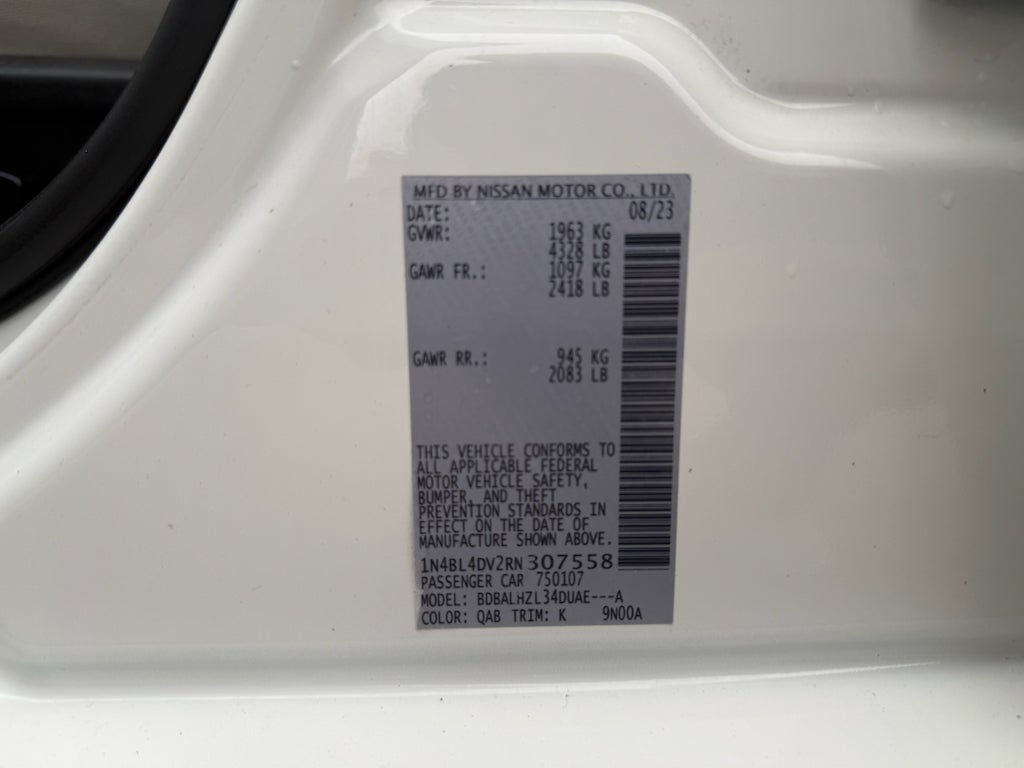 MFD BY NISSAN MOTOR CO., LTD.
DATE: 08/23
GVWR: 1963 KG
4328 LB
GAWR FR.: 1097 KG
2418 LB
GAWR RR.: 945 KG
2083 LB
THIS VEHICLE CONFORMS TO
ALL APPLICABLE FEDERAL
MOTOR VEHICLE SAFETY,
BUMPER, AND THEFT
PREVENTION STANDARDS IN
EFFECT ON THE DATE OF
MANUFACTURE SHOWN ABOVE.
1N4BL4DV2RN307558
PASSENGER CAR 750107
MODEL: BDBALHZL34DUAE---A
COLOR: QAB TRIM: K 9N00A